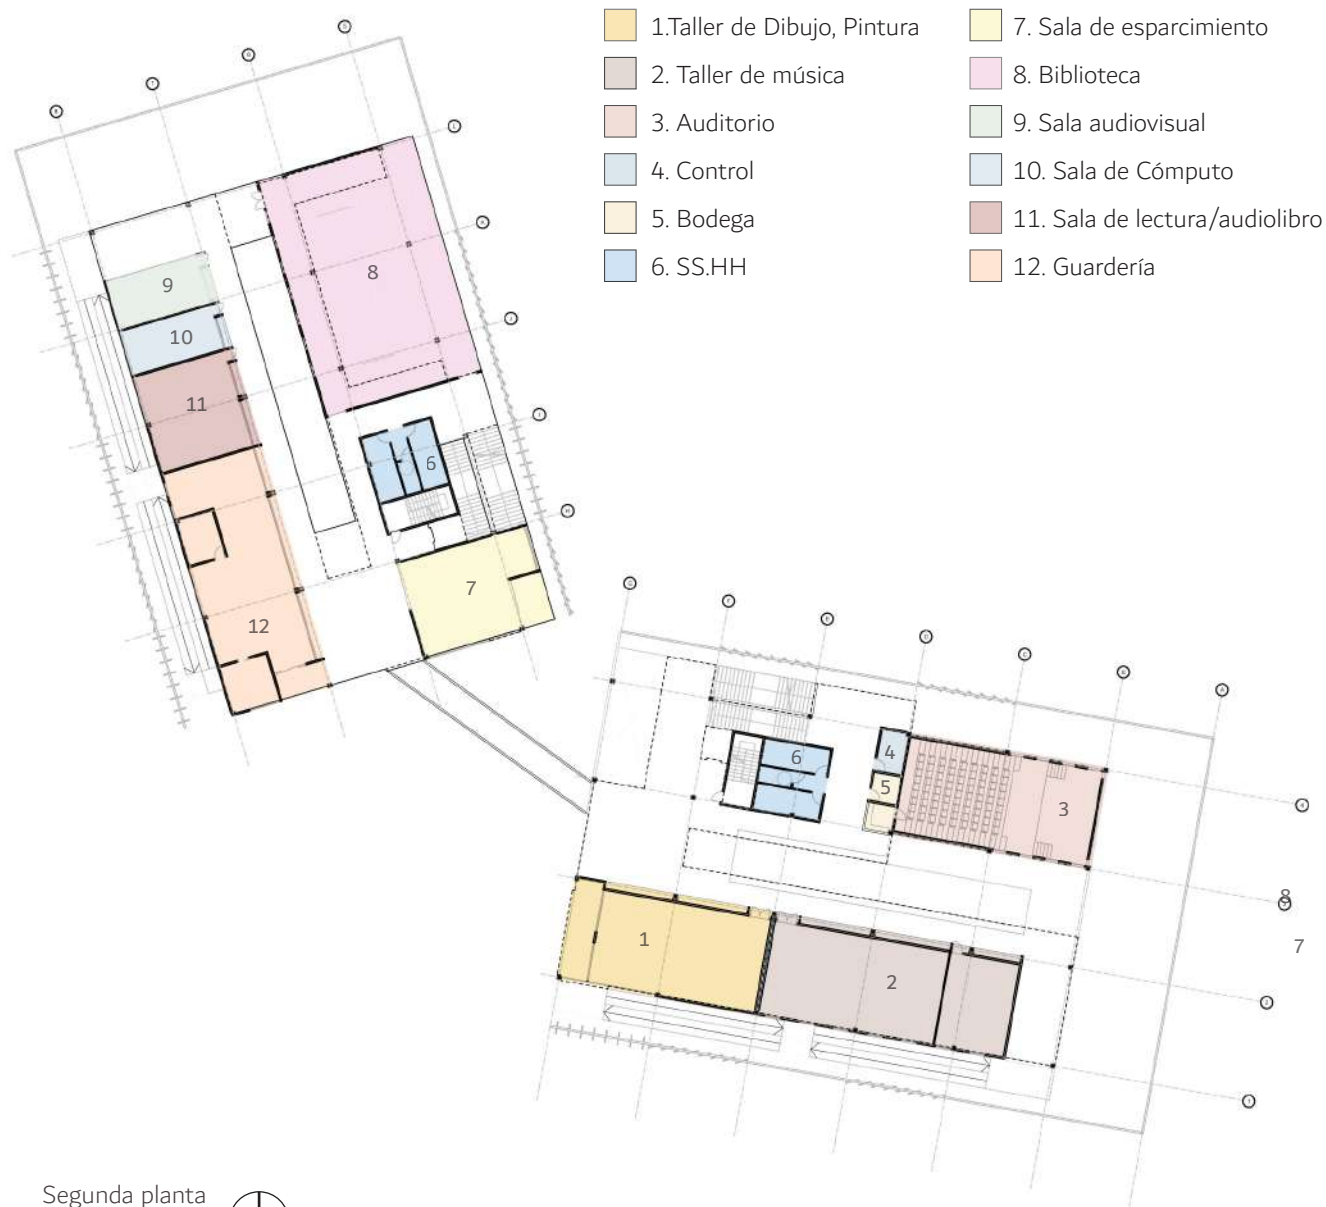 1.Taller de Dibujo, Pintura
2. Taller de música
3. Auditorio
4. Control
5. Bodega
6. SS.HH
7. Sala de esparcimiento
8. Biblioteca
9. Sala audiovisual
10. Sala de Cómputo
11. Sala de lectura/audiolibro
12. Guardería
8
9
10
11
6
7
12
6
4
5
3
8
7
1
2
Segunda planta